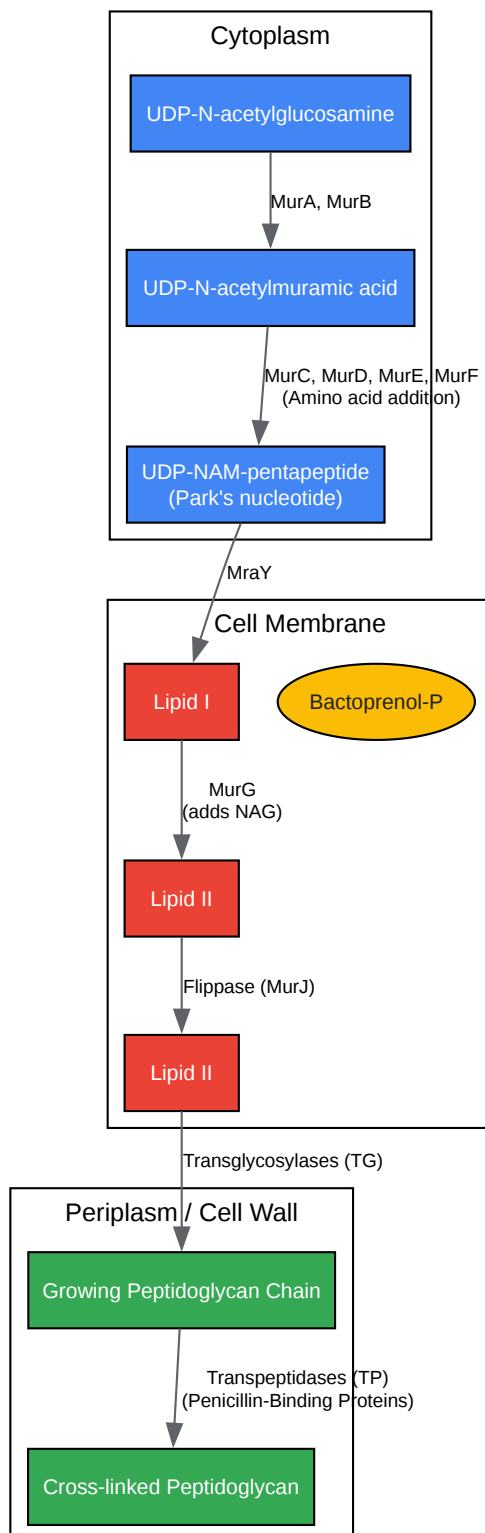 Cytoplasm
UDP-N-acetylglucosamine
MurA, MurB
UDP-N-acetylmuramic acid
MurC, MurD, MurE, MurF
(Amino acid addition)
UDP-NAM-pentapeptide
(Park's nucleotide)
MraY
Cell Membrane
Lipid I
Bactoprenol-P
MurG
(adds NAG)
Lipid II
Flippase (MurJ)
Lipid II
Transglycosylases (TG)
Periplasm / Cell Wall
Growing Peptidoglycan Chain
Transpeptidases (TP)
(Penicillin-Binding Proteins)
Cross-linked Peptidoglycan